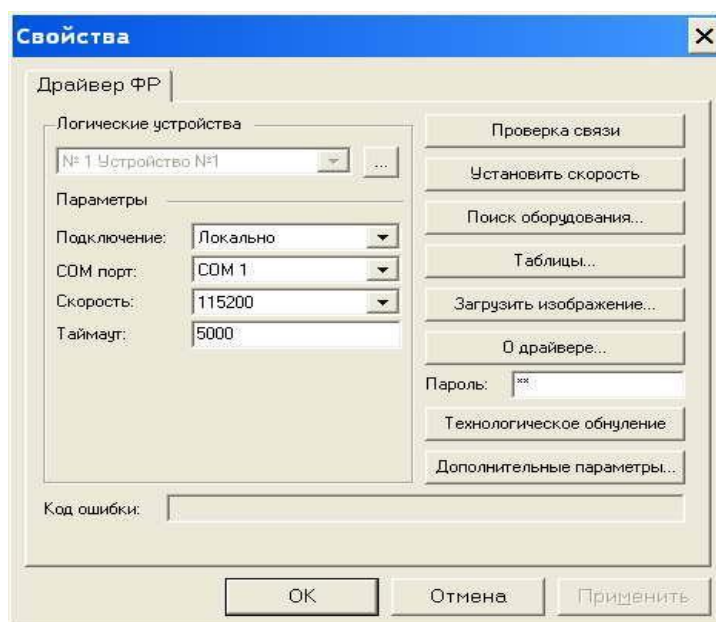 Свойства
Драйвер ФР
Логические устройства
№ 1 Устройство №1
...
Параметры
Подключение: Локально
COM порт: COM 1
Скорость: 115200
Таймаут: 5000
Проверка связи
Установить скорость
Поиск оборудования...
Таблицы...
Загрузить изображение...
О драйвере...
Пароль: **
Технологическое обнуление
Дополнительные параметры...
Код ошибки:
OK
Отмена
Применить